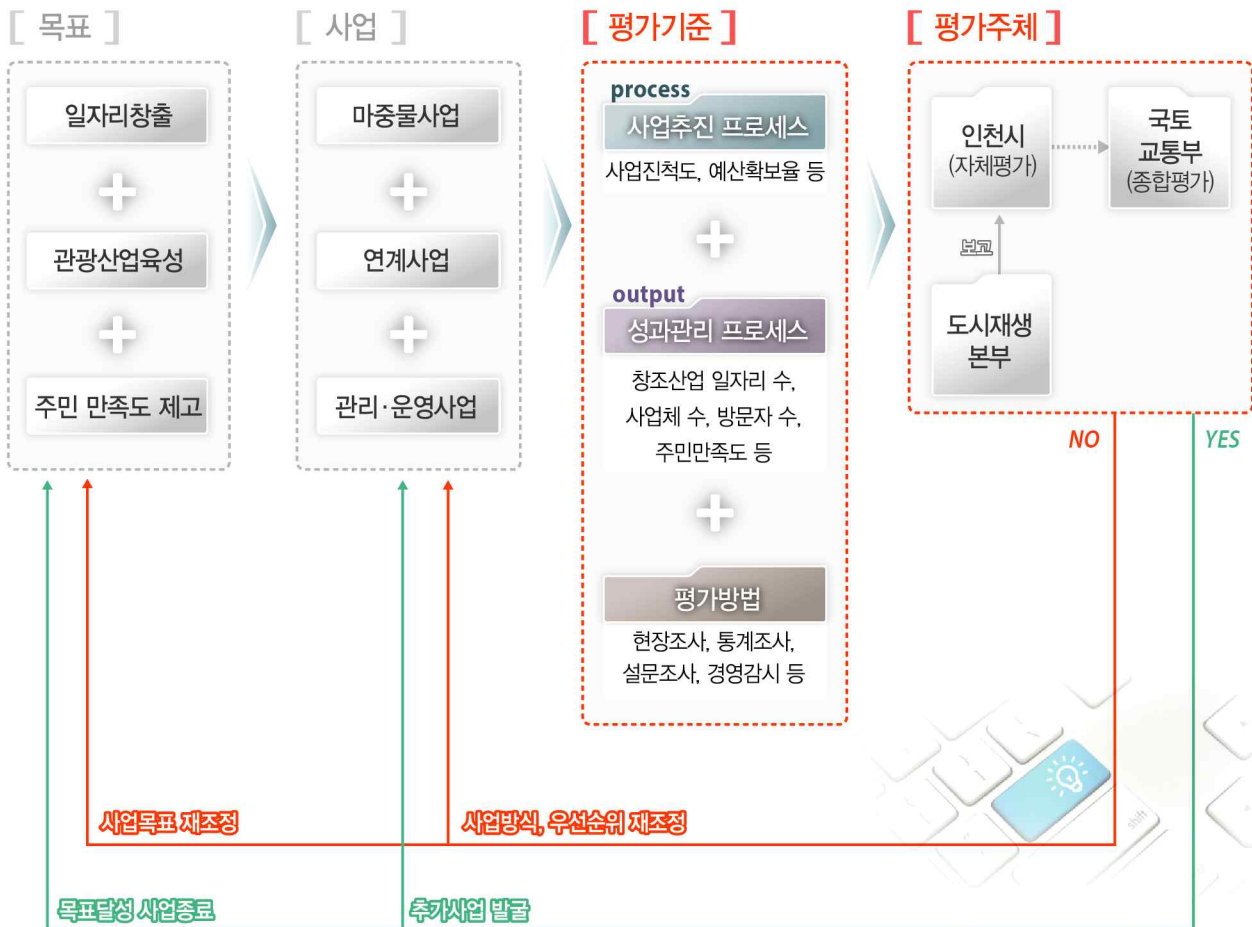 [ 목표 ]
일자리창출
+
관광산업육성
+
주민 만족도 제고
[ 사업 ]
마중물사업
+
연계사업
+
관리·운영사업
[ 평가기준 ]
process
사업추진 프로세스
사업진척도, 예산확보율 등
+
output
성과관리 프로세스
창조산업 일자리 수,
사업체 수, 방문자 수,
주민만족도 등
+
평가방법
현장조사, 통계조사,
설문조사, 경영감시 등
[ 평가주체 ]
인천시
(자체평가)
국토
교통부
(종합평가)
보고
도시재생
본부
NO
YES
사업목표 재조정
사업방식, 우선순위 재조정
목표달성 사업종료
추가사업 발굴
shift